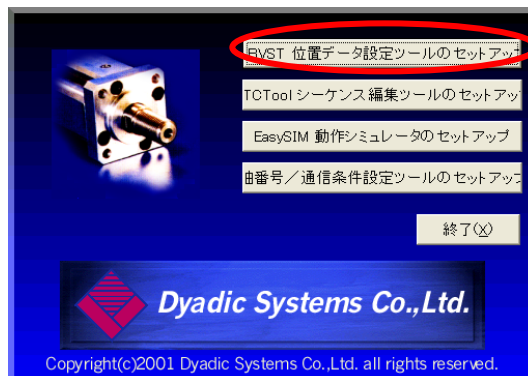 BVST 位置データ設定ツールのセットアッ
TCTool シーケンス編集ツールのセットアッ
EasySIM 動作シミュレータのセットアップ
番号／通信条件設定ツールのセットアッ
終了(X)
Dyadic Systems Co.,Ltd.
Copyright(c)2001 Dyadic Systems Co.,Ltd. all rights reserved.